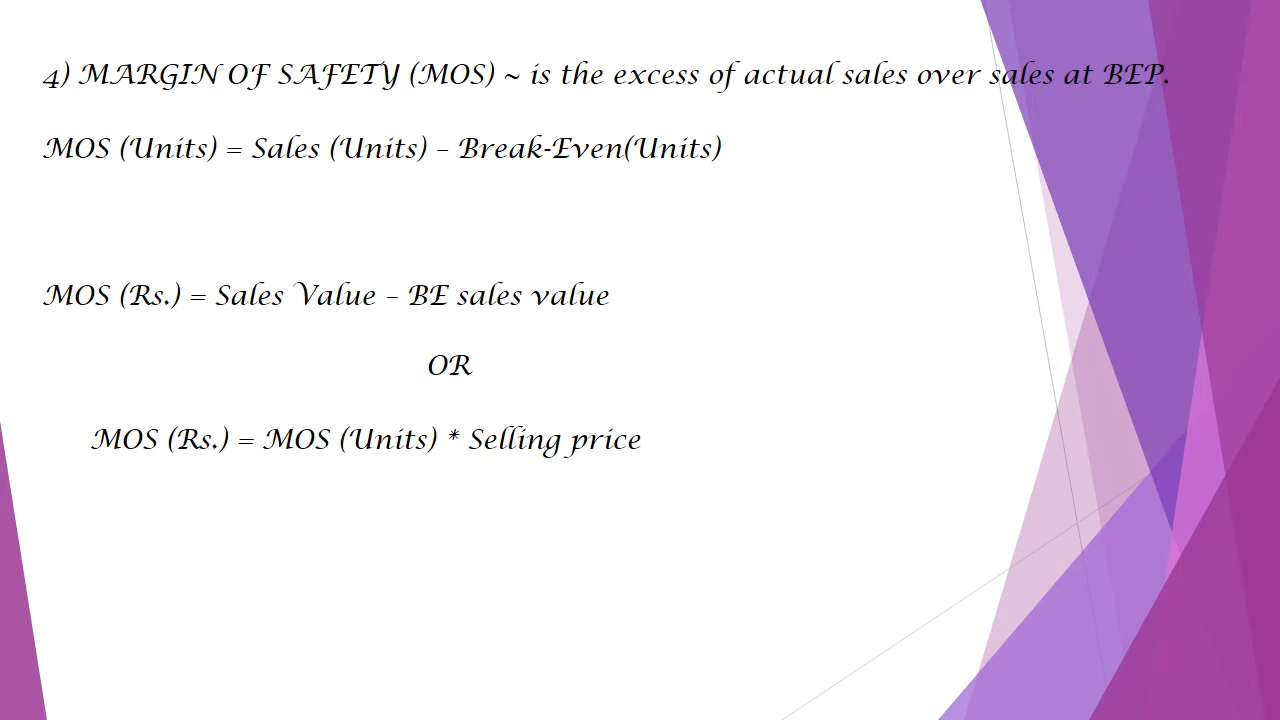 4) MARGIN OF SAFETY (MOS) ~ is the excess of actual sales over sales at BEP.
MOS (Units) = Sales (Units) – Break-Even(Units)
MOS (Rs.) = Sales Value – BE sales value
OR
MOS (Rs.) = MOS (Units) * Selling price